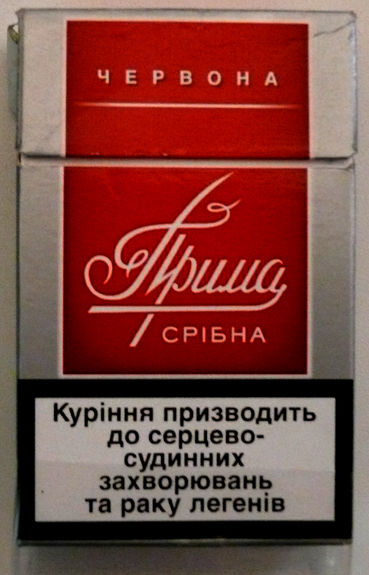 ЧЕРВОНА
Прима
СРІБНА
Куріння призводить
до серцево-
судинних
захворювань
та раку легенів